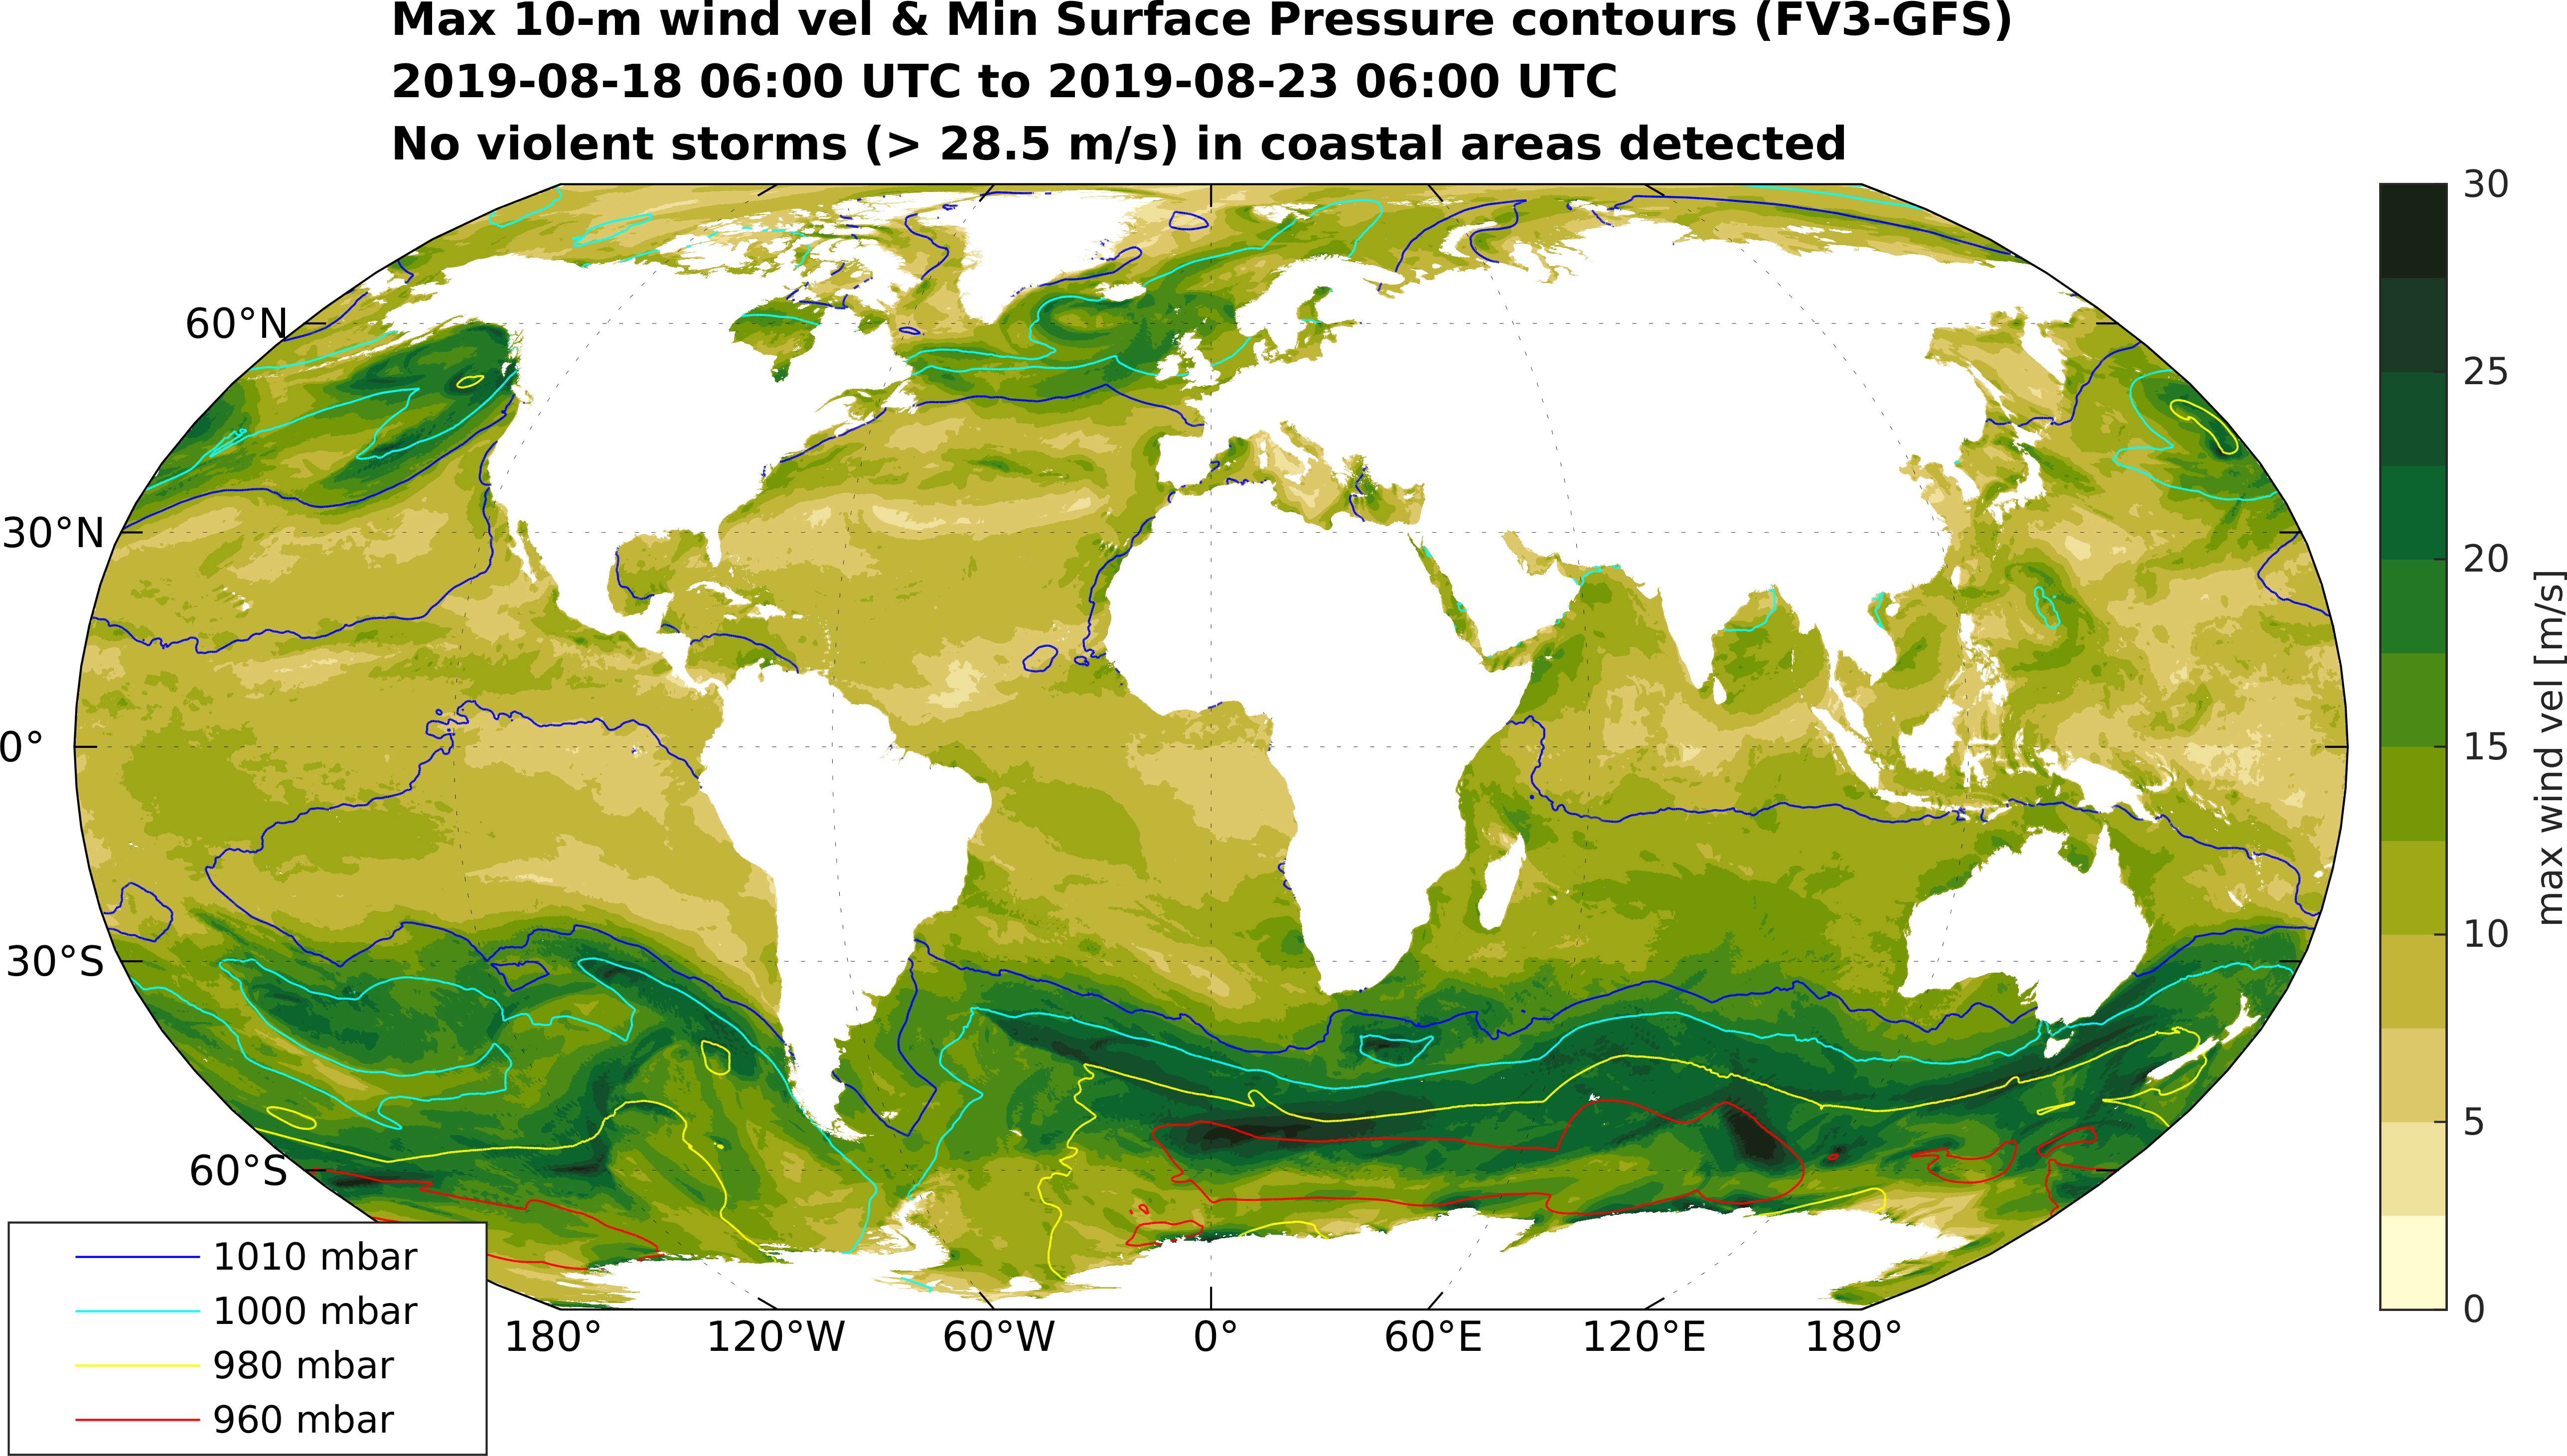 Max 10-m wind vel & Min Surface Pressure contours (FV3-GFS)
2019-08-18 06:00 UTC to 2019-08-23 06:00 UTC
No violent storms (> 28.5 m/s) in coastal areas detected
60°N
30°N
0°
30°S
60°S
180°
120°W
60°W
0°
60°E
120°E
180°
1010 mbar
1000 mbar
980 mbar
960 mbar
30
25
20
15
10
5
0
max wind vel [m/s]